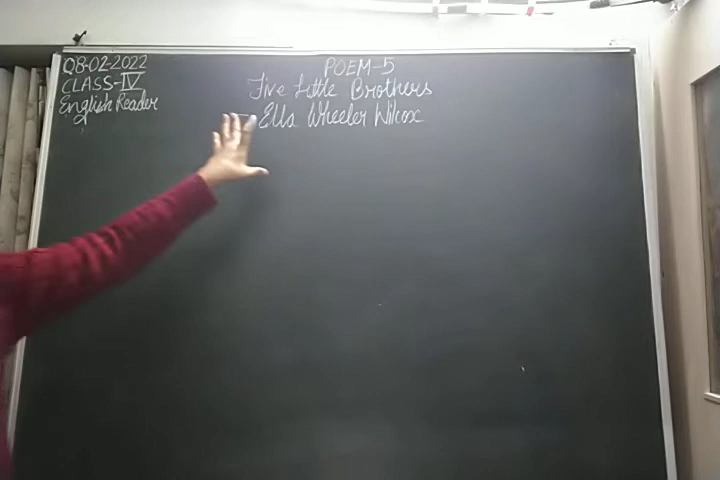 08-02-2022
CLASS-IV
English Reader
POEM-5
Five Little Brothers
- Ella Wheeler Wilcox